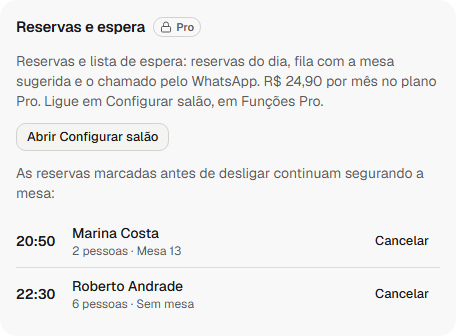 Reservas e espera
Pro
Reservas e lista de espera: reservas do dia, fila com a mesa
sugerida e o chamado pelo WhatsApp. R$ 24,90 por mês no plano
Pro. Ligue em Configurar salão, em Funções Pro.
Abrir Configurar salão
As reservas marcadas antes de desligar continuam segurando a
mesa:
20:50
Marina Costa
2 pessoas · Mesa 13
Cancelar
22:30
Roberto Andrade
6 pessoas · Sem mesa
Cancelar